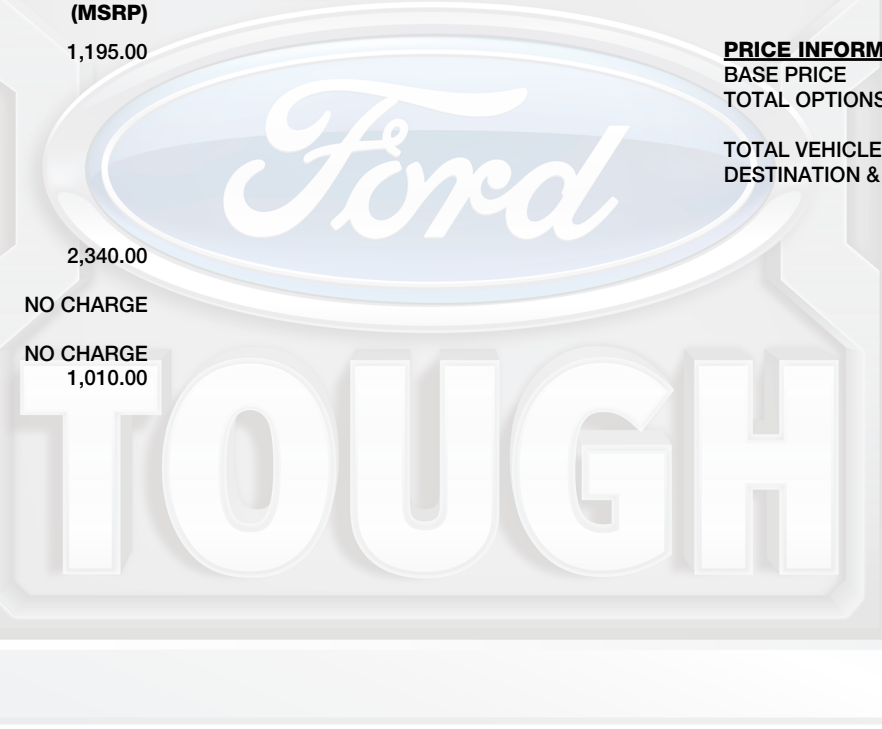 (MSRP)
1,195.00
2,340.00
NO CHARGE
NO CHARGE
1,010.00
PRICE INFORM
BASE PRICE
TOTAL OPTIONS
TOTAL VEHICLE
DESTINATION &
Ford
TOUGH